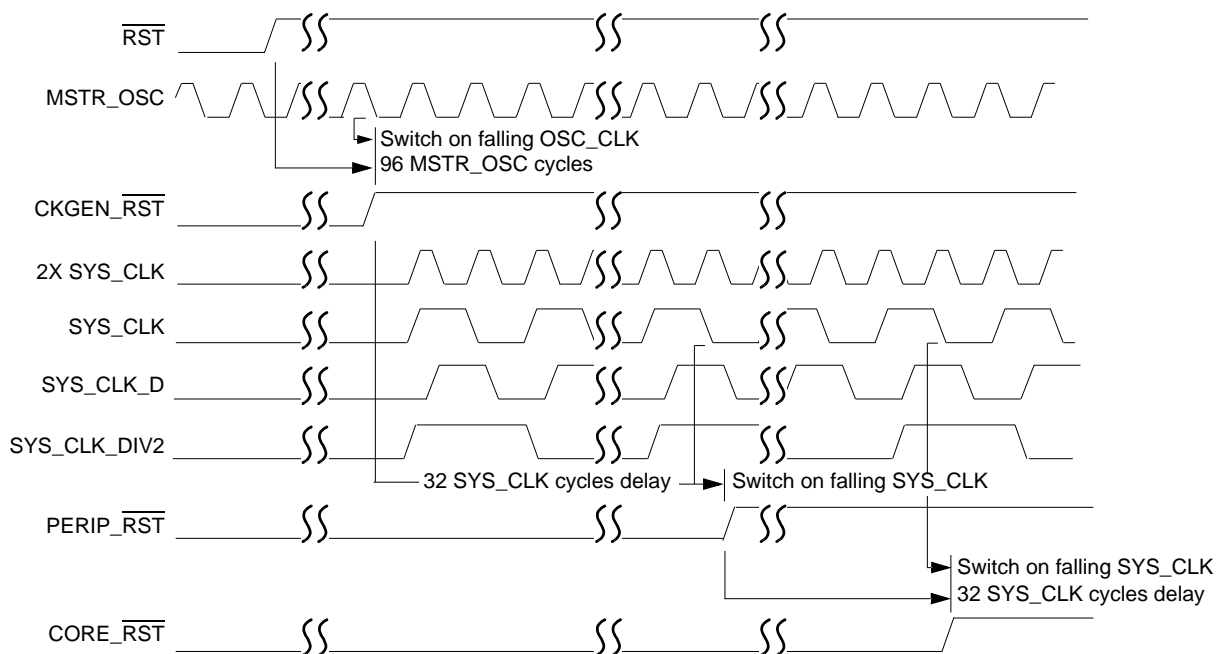 RST
MSTR_OSC
Switch on falling OSC_CLK
96 MSTR_OSC cycles
CKGEN_RST
2X SYS_CLK
SYS_CLK
SYS_CLK_D
SYS_CLK_DIV2
32 SYS_CLK cycles delay
Switch on falling SYS_CLK
PERIP_RST
Switch on falling SYS_CLK
32 SYS_CLK cycles delay
CORE_RST